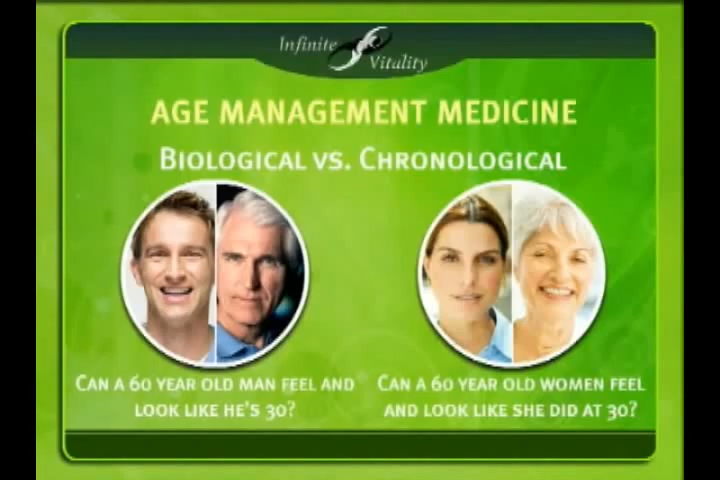 Infinite
Vitality
AGE MANAGEMENT MEDICINE
BIOLOGICAL VS. CHRONOLOGICAL
CAN A 60 YEAR OLD MAN FEEL AND
LOOK LIKE HE'S 30?
CAN A 60 YEAR OLD WOMEN FEEL
AND LOOK LIKE SHE DID AT 30?